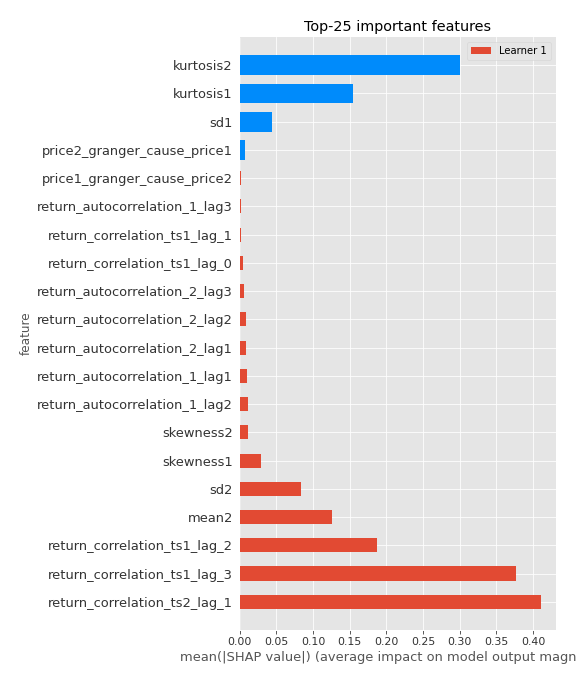 Top-25 important features
Learner 1
kurtosis2
kurtosis1
sd1
price2_granger_cause_price1
price1_granger_cause_price2
return_autocorrelation_1_lag3
return_correlation_ts1_lag_1
return_correlation_ts1_lag_0
return_autocorrelation_2_lag3
return_autocorrelation_2_lag2
return_autocorrelation_2_lag1
return_autocorrelation_1_lag1
return_autocorrelation_1_lag2
skewness2
skewness1
sd2
mean2
return_correlation_ts1_lag_2
return_correlation_ts1_lag_3
return_correlation_ts2_lag_1
feature
0.00 0.05 0.10 0.15 0.20 0.25 0.30 0.35 0.40
mean(|SHAP value|) (average impact on model output magn